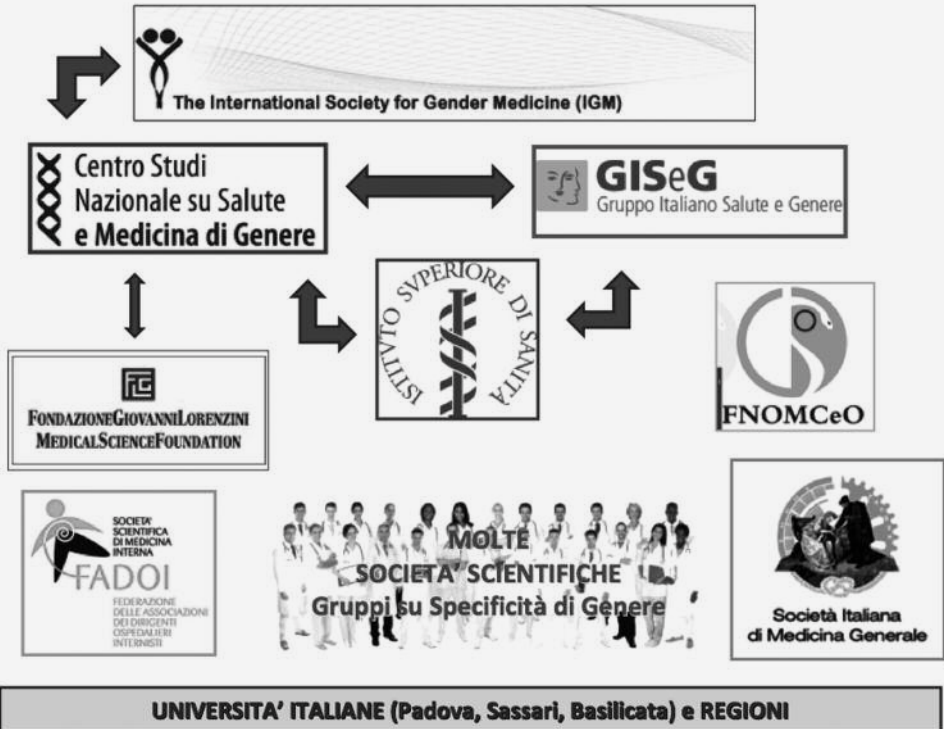 The International Society for Gender Medicine (IGM)
Centro Studi
Nazionale su Salute
e Medicina di Genere
GISeG
Gruppo Italiano Salute e Genere
ISTITVTO SVPERIORE DI SANITÀ
FLG
FONDAZIONEGIOVANNILORENZINI
MEDICALSCIENCEFOUNDATION
FNOMCeO
SOCIETA'
SCIENTIFICA
DI MEDICINA
INTERNA
FADOI
FEDERAZIONE
DELLE ASSOCIAZIONI
DEI DIRIGENTI
OSPEDALIERI
INTERNISTI
MOLTE
SOCIETA' SCIENTIFICHE
Gruppi su Specificità di Genere
Società Italiana
di Medicina Generale
UNIVERSITA' ITALIANE (Padova, Sassari, Basilicata) e REGIONI